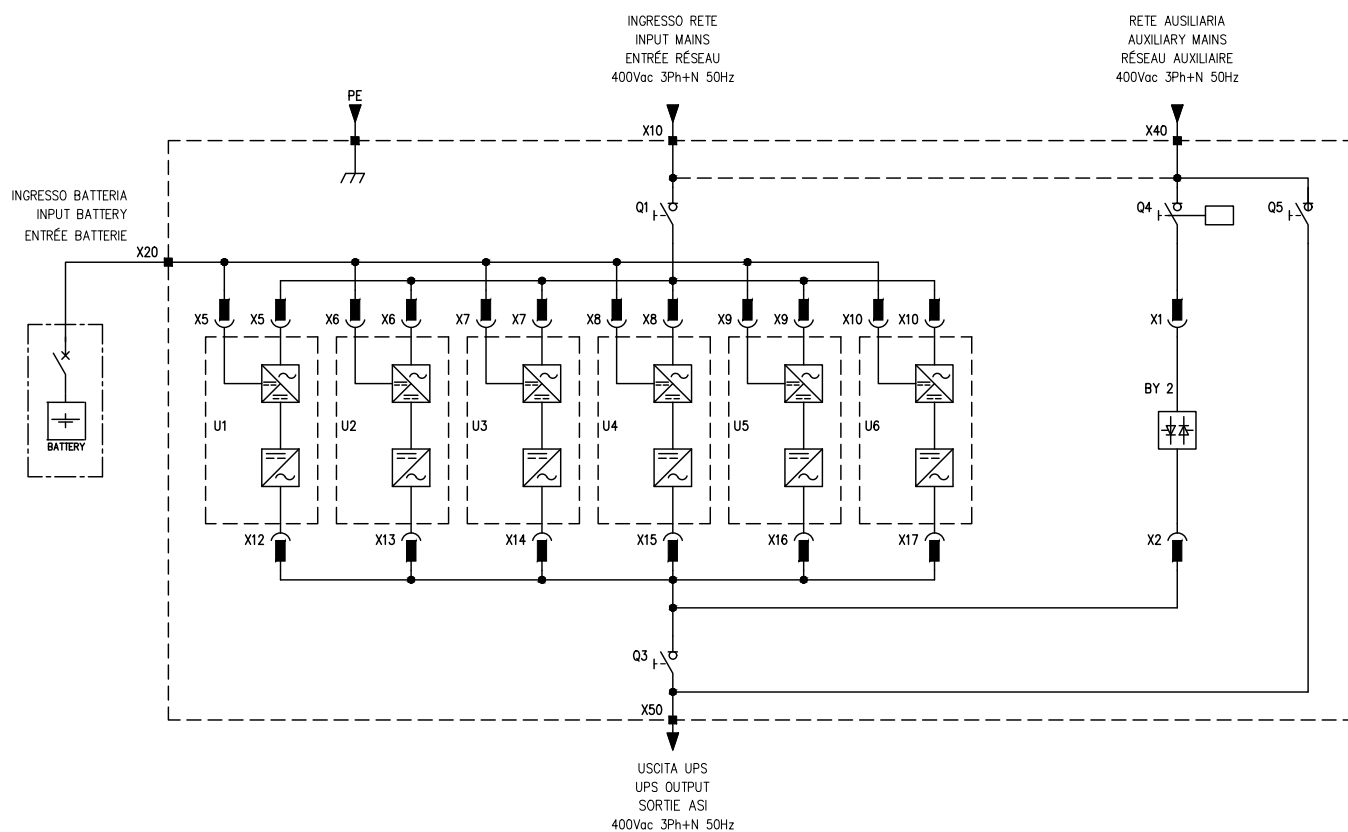 INGRESSO RETE
INPUT MAINS
ENTRÉE RÉSEAU
400Vac 3Ph+N 50Hz
RETE AUSILIARIA
AUXILIARY MAINS
RÉSEAU AUXILIAIRE
400Vac 3Ph+N 50Hz
PE
X10
X40
INGRESSO BATTERIA
INPUT BATTERY
ENTRÉE BATTERIE
Q1
Q4
Q5
X20
X5 X5 X6 X6 X7 X7 X8 X8 X9 X9 X10 X10
X1
BY 2
U1 U2 U3 U4 U5 U6
BATTERY
X12 X13 X14 X15 X16 X17
X2
Q3
X50
USCITA UPS
UPS OUTPUT
SORTIE ASI
400Vac 3Ph+N 50Hz